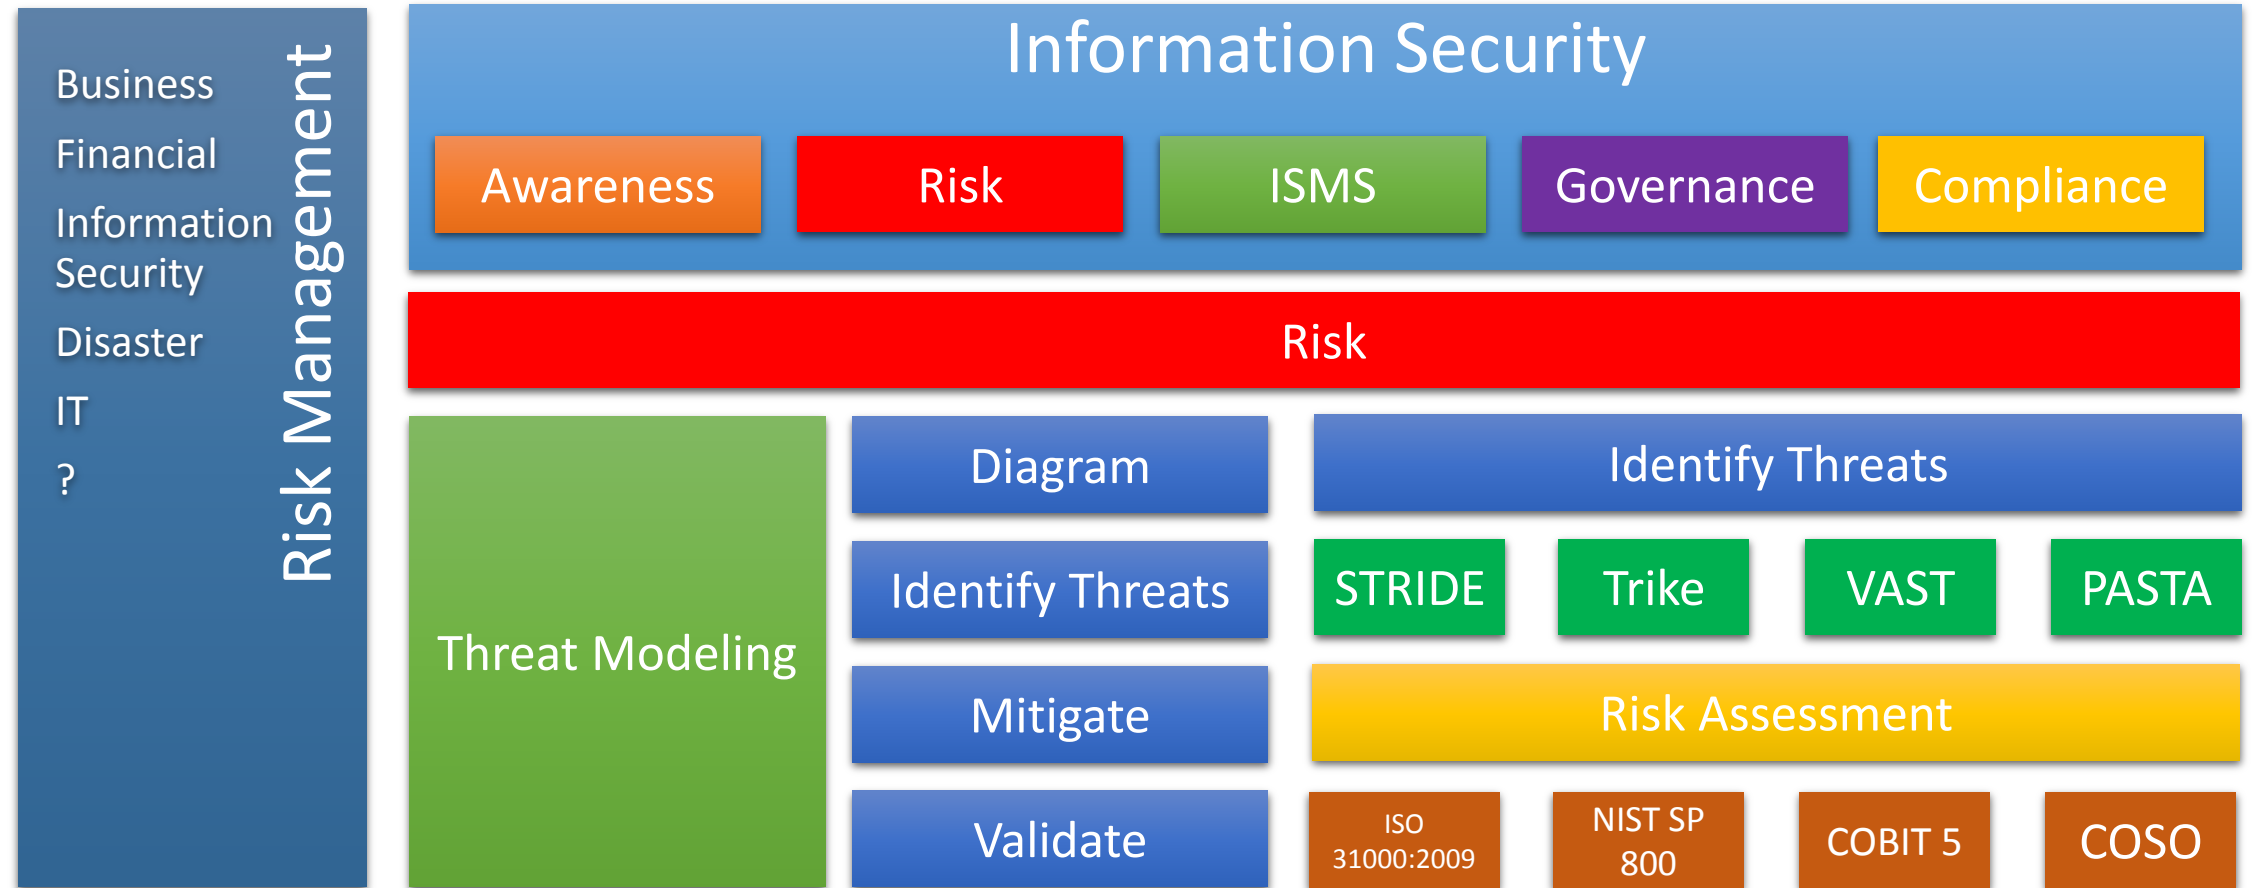 Business
Financial
Information
Security
Disaster
IT
?
Risk Management
Information Security
Awareness
Risk
ISMS
Governance
Compliance
Risk
Threat Modeling
Diagram
Identify Threats
Mitigate
Validate
Identify Threats
STRIDE
Trike
VAST
PASTA
Risk Assessment
ISO
31000:2009
NIST SP
800
COBIT 5
COSO